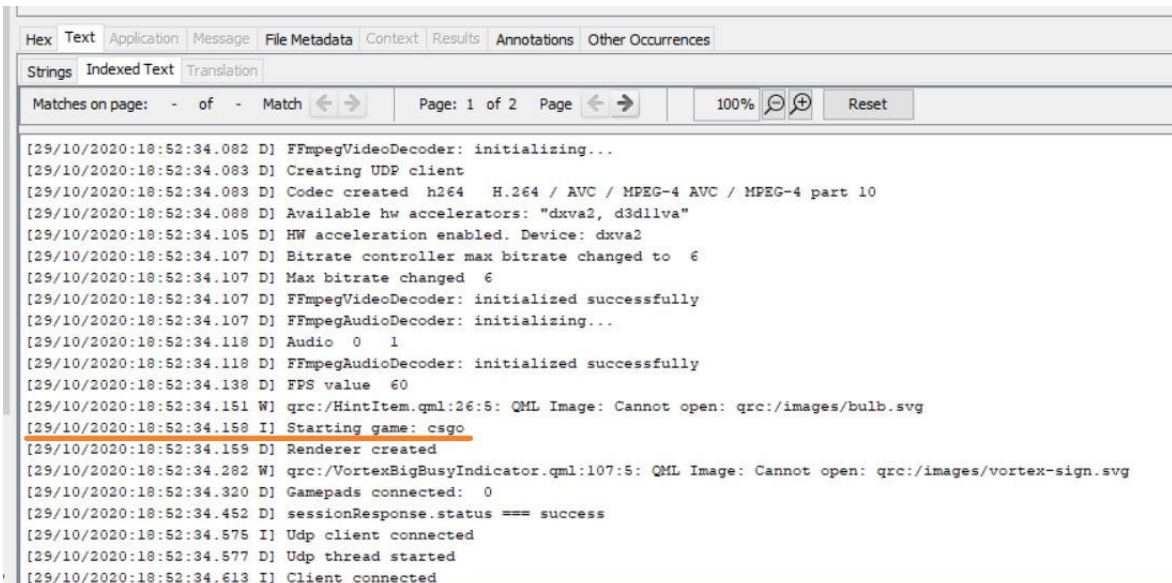 Hex Text Application Message File Metadata Context Results Annotations Other Occurrences
Strings Indexed Text Translation
Matches on page: - of - Match Page: 1 of 2 Page 100% Reset
[29/10/2020:18:52:34.082 D] FFmpegVideoDecoder: initializing...
[29/10/2020:18:52:34.083 D] Creating UDP client
[29/10/2020:18:52:34.083 D] Codec created h264 H.264 / AVC / MPEG-4 AVC / MPEG-4 part 10
[29/10/2020:18:52:34.088 D] Available hw accelerators: "dxva2, d3d11va"
[29/10/2020:18:52:34.105 D] HW acceleration enabled. Device: dxva2
[29/10/2020:18:52:34.107 D] Bitrate controller max bitrate changed to 6
[29/10/2020:18:52:34.107 D] Max bitrate changed 6
[29/10/2020:18:52:34.107 D] FFmpegVideoDecoder: initialized successfully
[29/10/2020:18:52:34.107 D] FFmpegAudioDecoder: initializing...
[29/10/2020:18:52:34.118 D] Audio 0 1
[29/10/2020:18:52:34.118 D] FFmpegAudioDecoder: initialized successfully
[29/10/2020:18:52:34.138 D] FPS value 60
[29/10/2020:18:52:34.151 W] qrc:/HintItem.qml:26:5: QML Image: Cannot open: qrc:/images/bulb.svg
[29/10/2020:18:52:34.158 I] Starting game: csgo
[29/10/2020:18:52:34.159 D] Renderer created
[29/10/2020:18:52:34.282 W] qrc:/VortexBigBusyIndicator.qml:107:5: QML Image: Cannot open: qrc:/images/vortex-sign.svg
[29/10/2020:18:52:34.320 D] Gamepads connected: 0
[29/10/2020:18:52:34.452 D] sessionResponse.status === success
[29/10/2020:18:52:34.575 I] Udp client connected
[29/10/2020:18:52:34.577 D] Udp thread started
[29/10/2020:18:52:34.613 I] Client connected